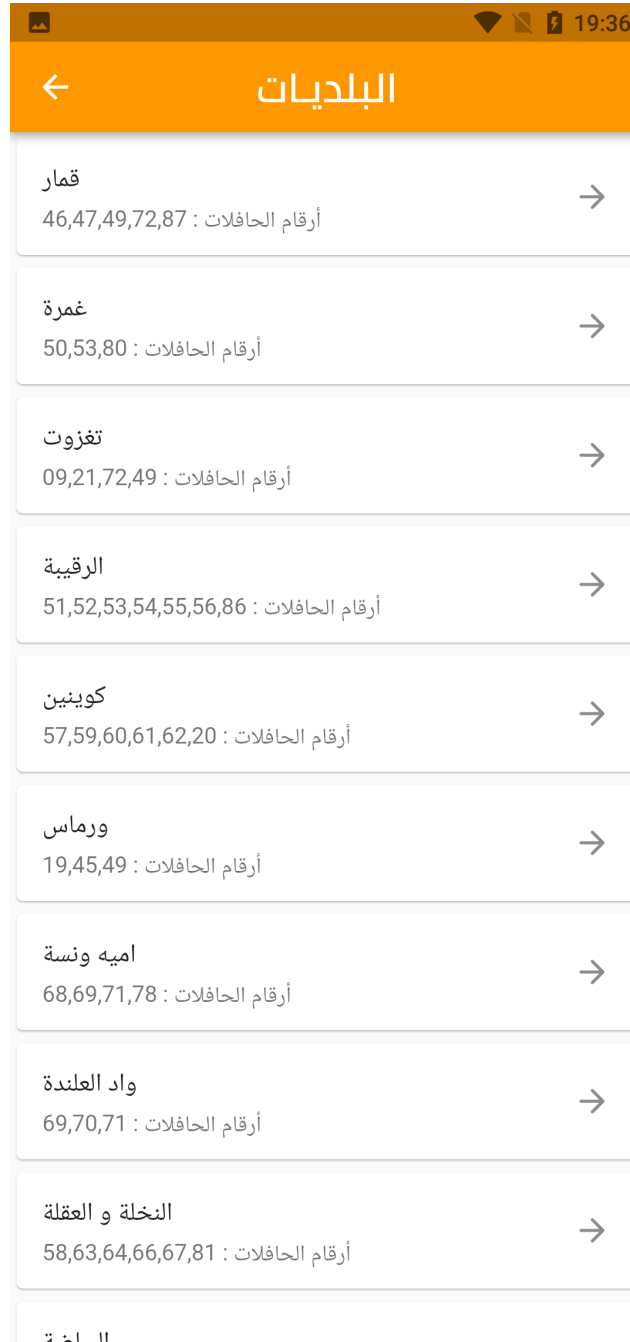 19:36
البلديـات
قمار
أرقام الحافلات : 46,47,49,72,87
غمرة
أرقام الحافلات : 50,53,80
تغزوت
أرقام الحافلات : 09,21,72,49
الرقيبة
أرقام الحافلات : 51,52,53,54,55,56,86
كوينين
أرقام الحافلات : 57,59,60,61,62,20
ورماس
أرقام الحافلات : 19,45,49
اميه ونسة
أرقام الحافلات : 68,69,71,78
واد العلندة
أرقام الحافلات : 69,70,71
النخلة و العقلة
أرقام الحافلات : 58,63,64,66,67,81